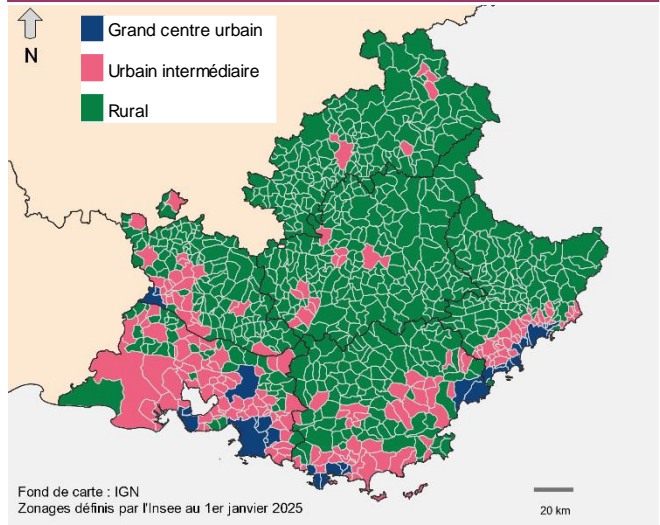 N
Grand centre urbain
Urbain intermédiaire
Rural
Fond de carte : IGN
Zonages définis par l'Insee au 1er janvier 2025
20 km